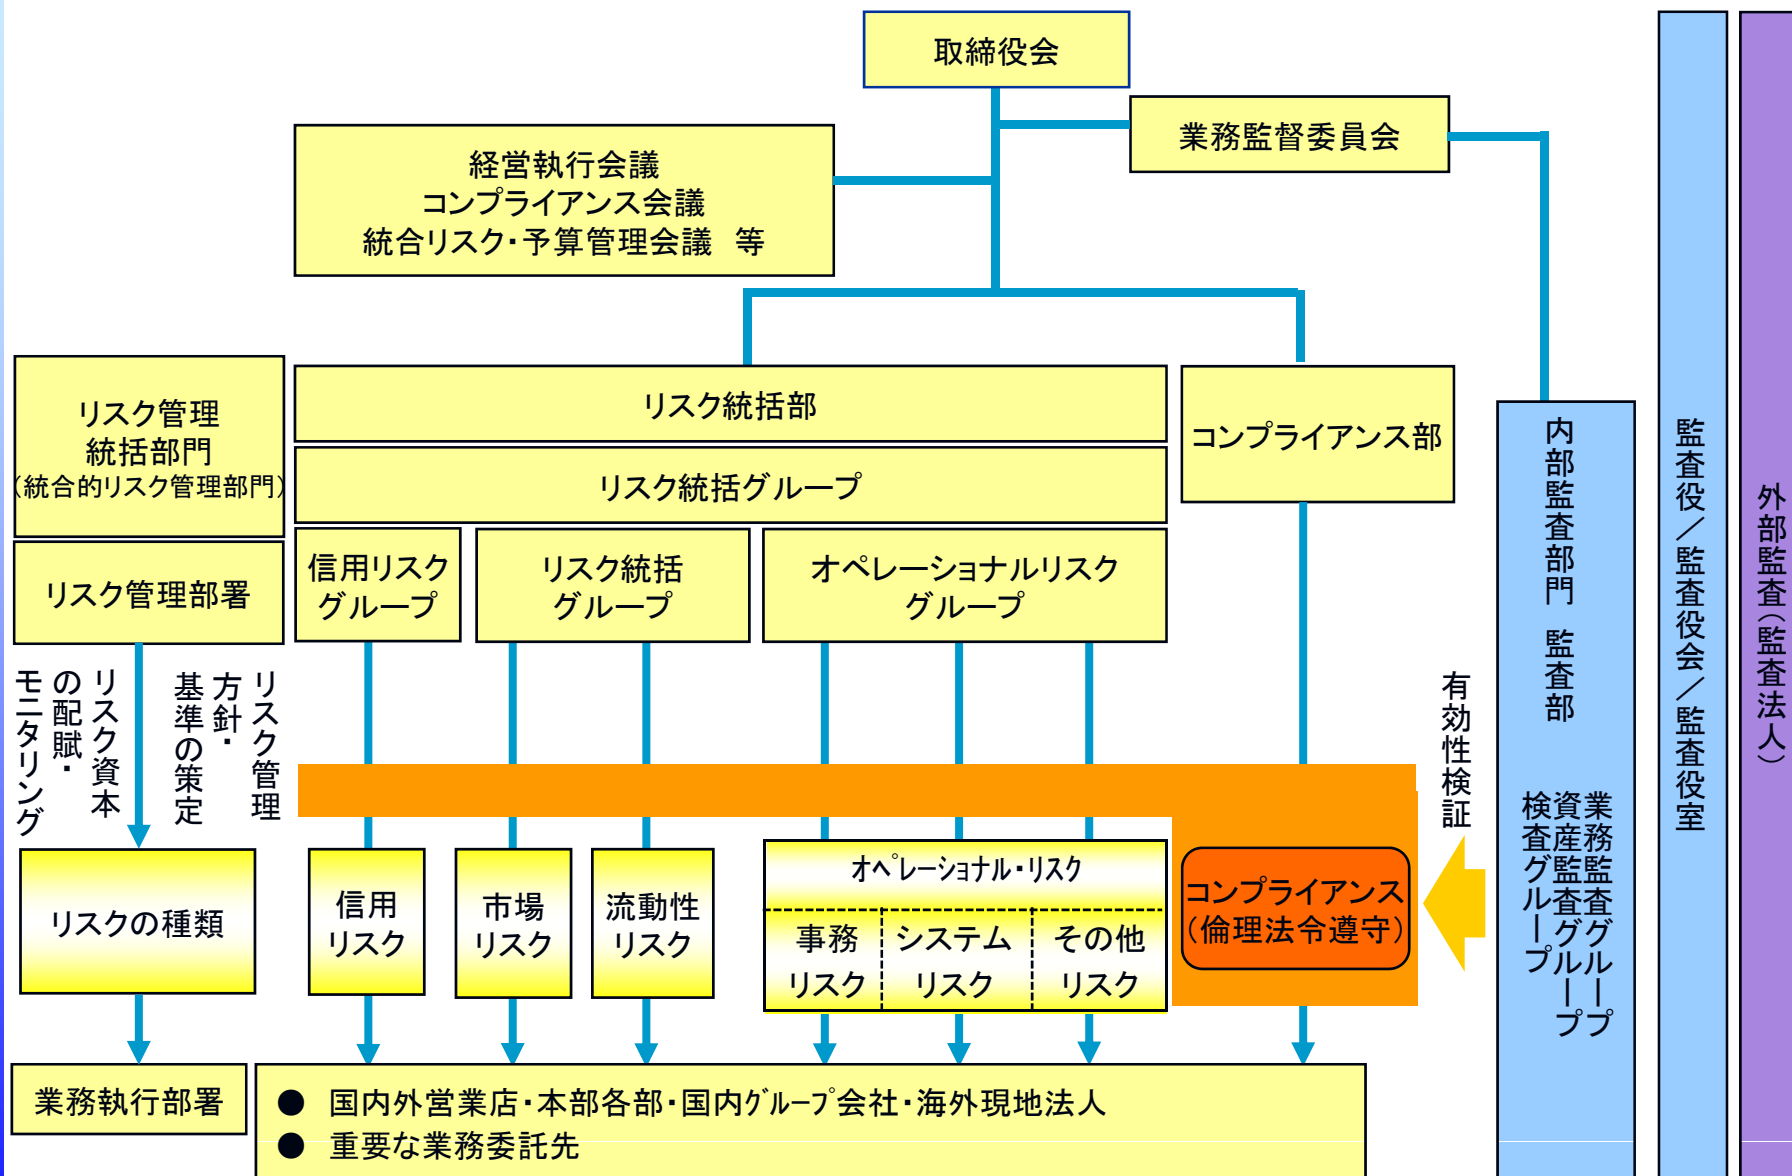 取締役会
業務監督委員会
経営執行会議
コンプライアンス会議
統合リスク・予算管理会議　等
リスク管理
統括部門
(統合的リスク管理部門)
リスク統括部
コンプライアンス部
リスク統括グループ
リスク管理部署
信用リスク
グループ
リスク統括
グループ
オペレーショナルリスク
グループ
リスク管理
方針・
基準の策定
リスク資本
の配賦・
モニタリング
リスクの種類
信用
リスク
市場
リスク
流動性
リスク
オペレーショナル・リスク
事務
リスク
システム
リスク
その他
リスク
コンプライアンス
(倫理法令遵守)
有効性検証
内部監査部門　監査部
業務監査グループ
資産監査グループ
検査グループ
監査役／監査役会／監査役室
外部監査(監査法人)
業務執行部署
● 国内外営業店・本部各部・国内グループ会社・海外現地法人
● 重要な業務委託先